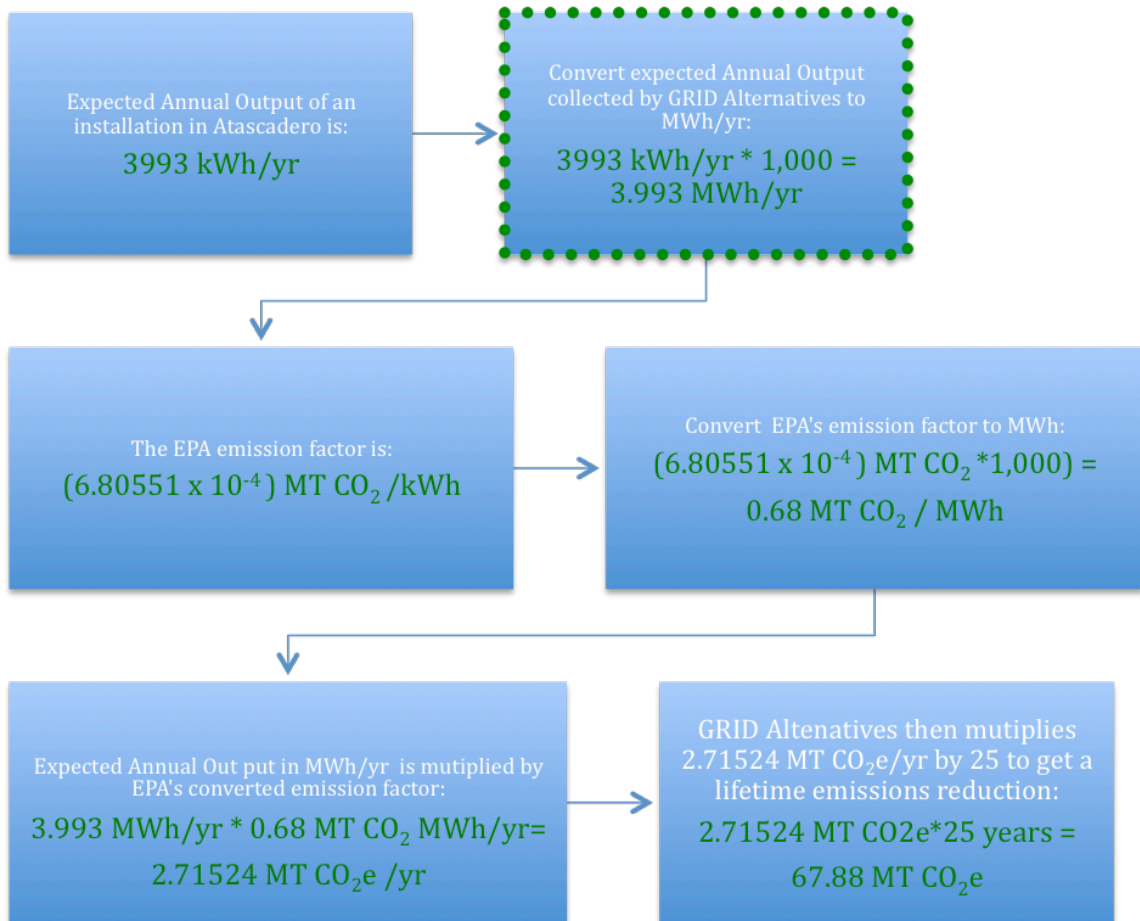 Expected Annual Output of an
installation in Atascadero is:
3993 kWh/yr
Convert expected Annual Output
collected by GRID Alternatives to
MWh/yr:
3993 kWh/yr * 1,000 =
3.993 MWh/yr
The EPA emission factor is:
(6.80551 x 10⁻⁴ ) MT CO₂ /kWh
Convert EPA's emission factor to MWh:
(6.80551 x 10⁻⁴ ) MT CO₂ *1,000) =
0.68 MT CO₂ / MWh
Expected Annual Out put in MWh/yr is mutiplied by
EPA's converted emission factor:
3.993 MWh/yr * 0.68 MT CO₂ MWh/yr=
2.71524 MT CO₂e /yr
GRID Altenatives then mutiplies
2.71524 MT CO₂e/yr by 25 to get a
lifetime emissions reduction:
2.71524 MT CO2e*25 years =
67.88 MT CO₂e